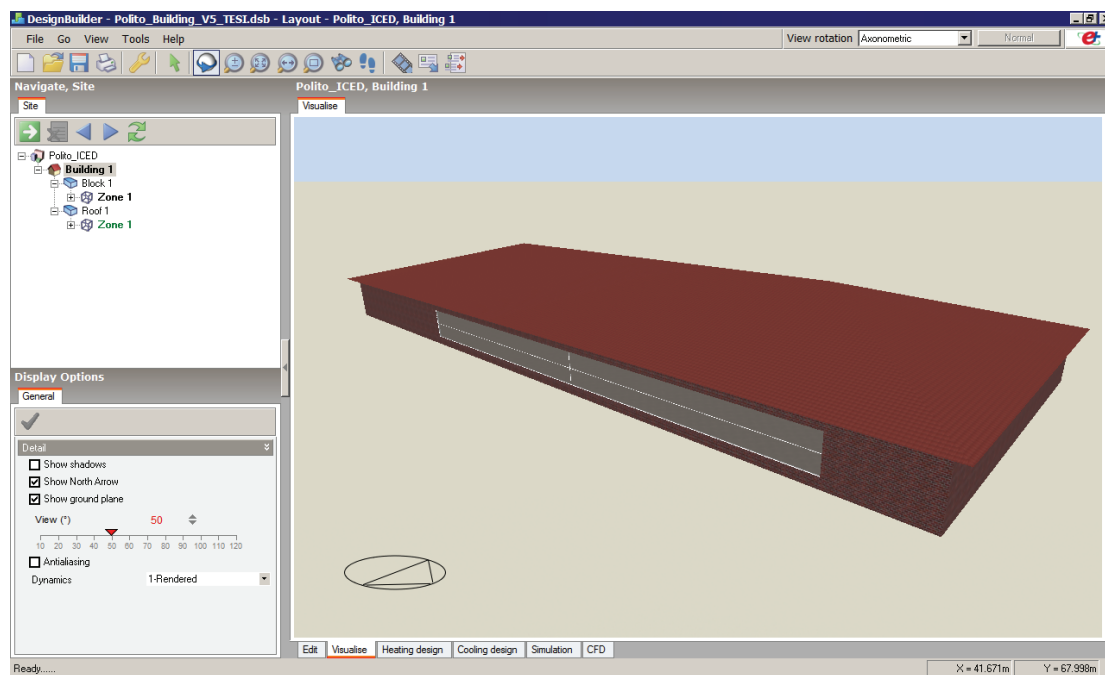 DesignBuilder - Polito_Building_V5_TESI.dsb - Layout - Polito_ICED, Building 1
File Go View Tools Help
View rotation Axonometric Normal
Navigate, Site
Site
Polito_ICED
Building 1
Block 1
Zone 1
Roof 1
Zone 1
Polito_ICED, Building 1
Visualise
Display Options
General
Detail
Show shadows
Show North Arrow
Show ground plane
View (°) 50
10 20 30 40 50 60 70 80 90 100 110 120
Antialiasing
Dynamics 1-Rendered
Edit Visualise Heating design Cooling design Simulation CFD
Ready......
X = 41.671m Y = 67.998m